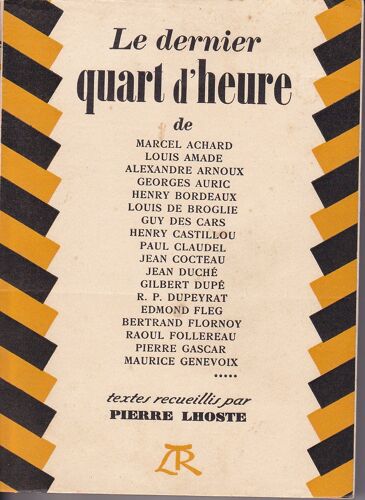 Le dernier
quart d'heure
de
MARCEL ACHARD
LOUIS AMADE
ALEXANDRE ARNOUX
GEORGES AURIC
HENRY BORDEAUX
LOUIS DE BROGLIE
GUY DES CARS
HENRY CASTILLOU
PAUL CLAUDEL
JEAN COCTEAU
JEAN DUCHÉ
GILBERT DUPÉ
R. P. DUPEYRAT
EDMOND FLEG
BERTRAND FLORNOY
RAOUL FOLLEREAU
PIERRE GASCAR
MAURICE GENEVOIX
.....
textes recueillis par
PIERRE LHOSTE
LTR